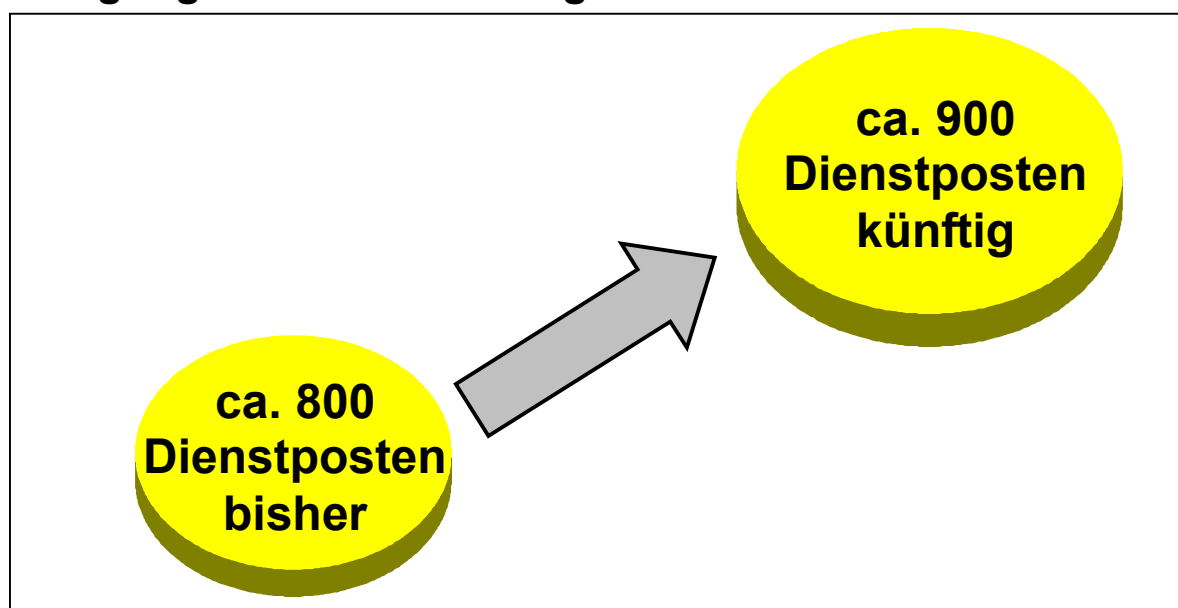 ca. 800
Dienstposten
bisher
ca. 900
Dienstposten
künftig